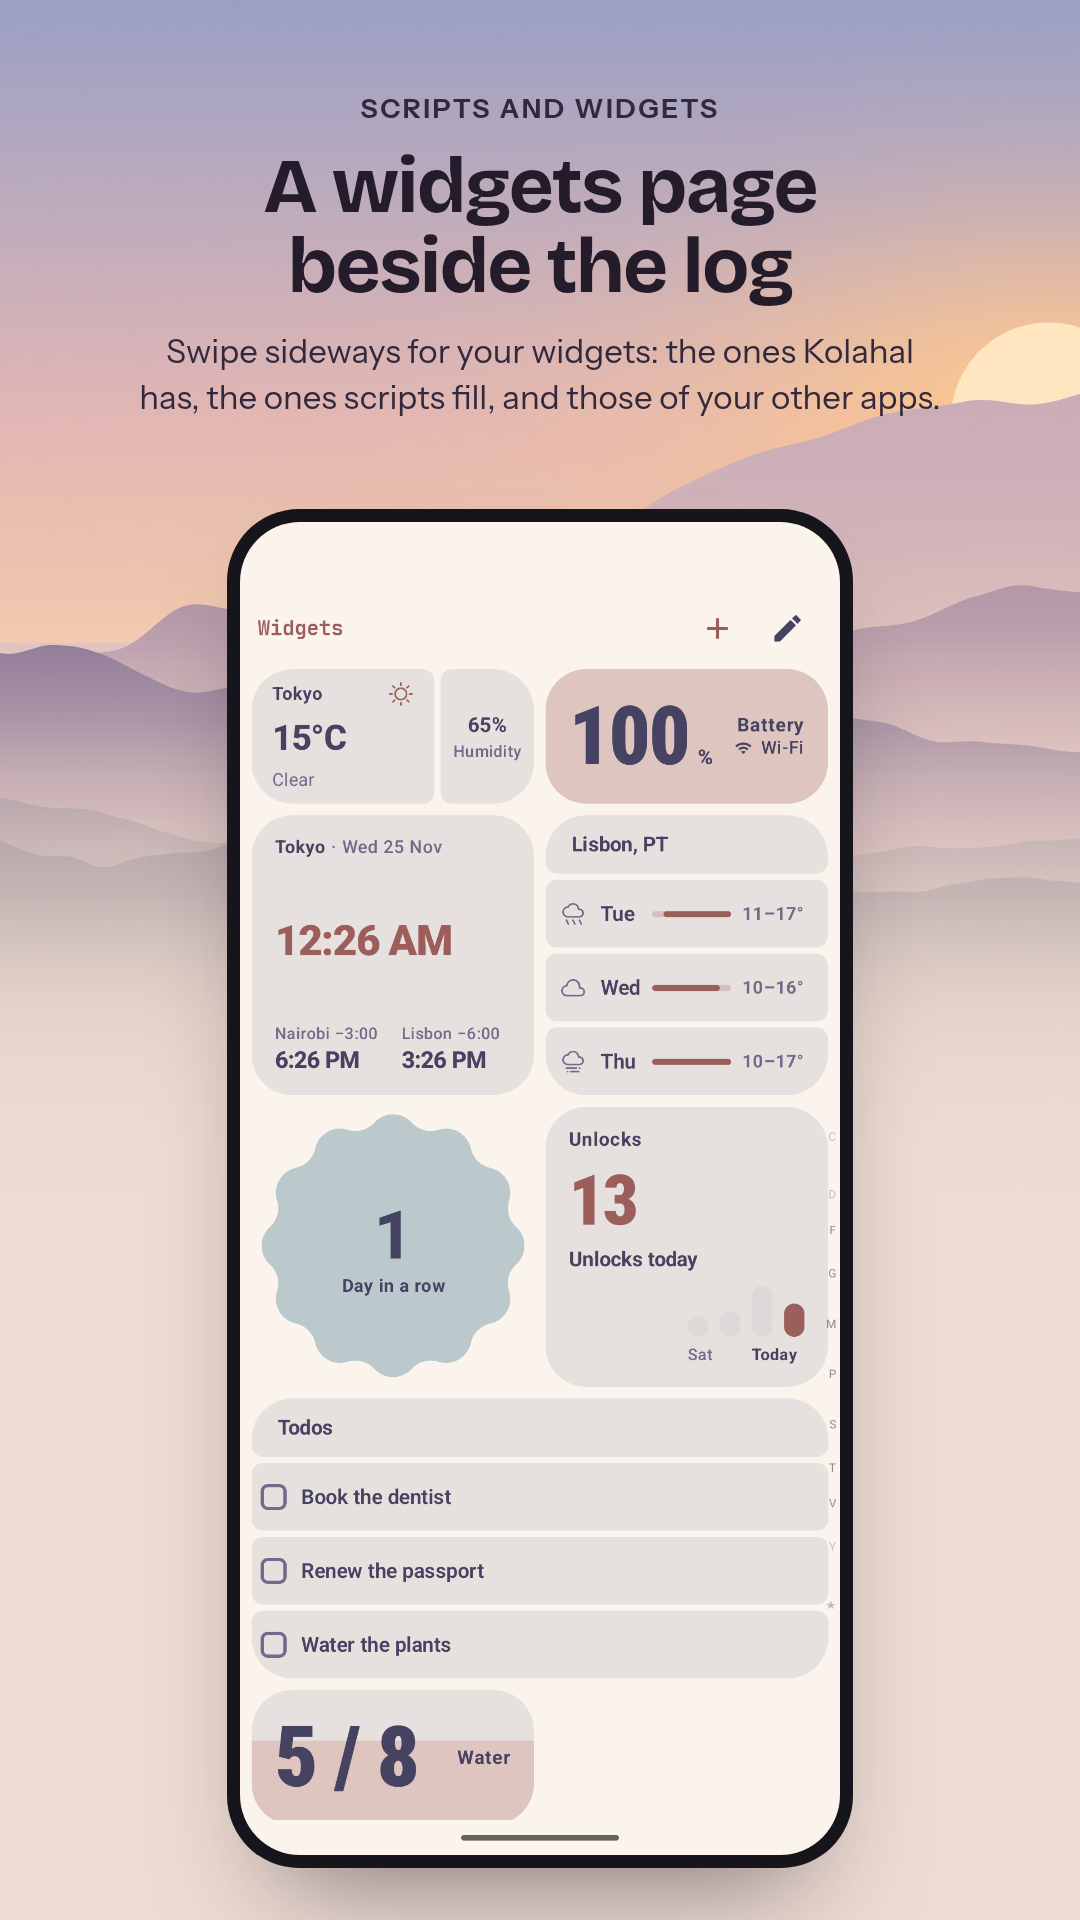 SCRIPTS AND WIDGETS
A widgets page
beside the log
Swipe sideways for your widgets: the ones Kolahal
has, the ones scripts fill, and those of your other apps.
Widgets
Tokyo
15°C
Clear
65%
Humidity
100 %
Battery
Wi-Fi
Tokyo · Wed 25 Nov
12:26 AM
Nairobi −3:00
6:26 PM
Lisbon −6:00
3:26 PM
Lisbon, PT
Tue 11–17°
Wed 10–16°
Thu 10–17°
1
Day in a row
Unlocks
13
Unlocks today
Sat Today
C
D
F
G
M
P
S
T
V
Y
Todos
Book the dentist
Renew the passport
Water the plants
5 / 8 Water